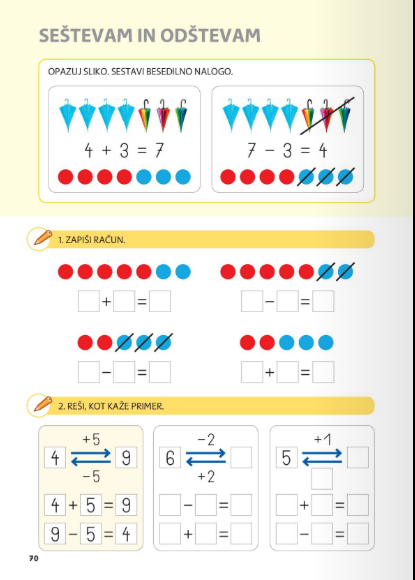 SEŠTEVAM IN ODŠTEVAM
OPAZUJ SLIKO. SESTAVI BESEDILNO NALOGO.
4 + 3 = 7
7 − 3 = 4
1. ZAPIŠI RAČUN.
+ =
− =
− =
+ =
2. REŠI, KOT KAŽE PRIMER.
+5
4 9
−5
4 + 5 = 9
9 − 5 = 4
−2
6
+2
− =
+ =
+1
5
+ =
− =
70